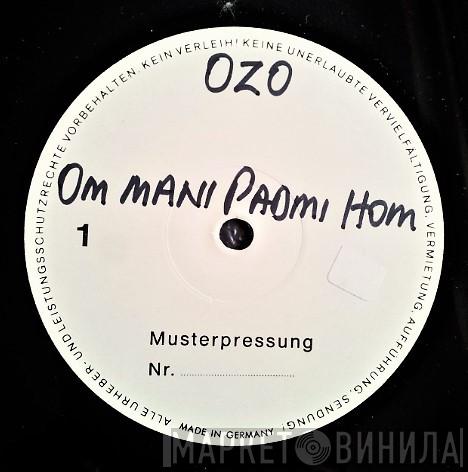 OZO
OM MANI PADMI HOM
1
Musterpressung
Nr. ........................
ALLE URHEBER- UND LEISTUNGSSCHUTZRECHTE VORBEHALTEN. KEIN VERLEIH! KEINE UNERLAUBTE VERVIELFÄLTIGUNG, VERMIETUNG, AUFFÜHRUNG, SENDUNG!
MADE IN GERMANY
МАРКЕТ ВИНИЛА